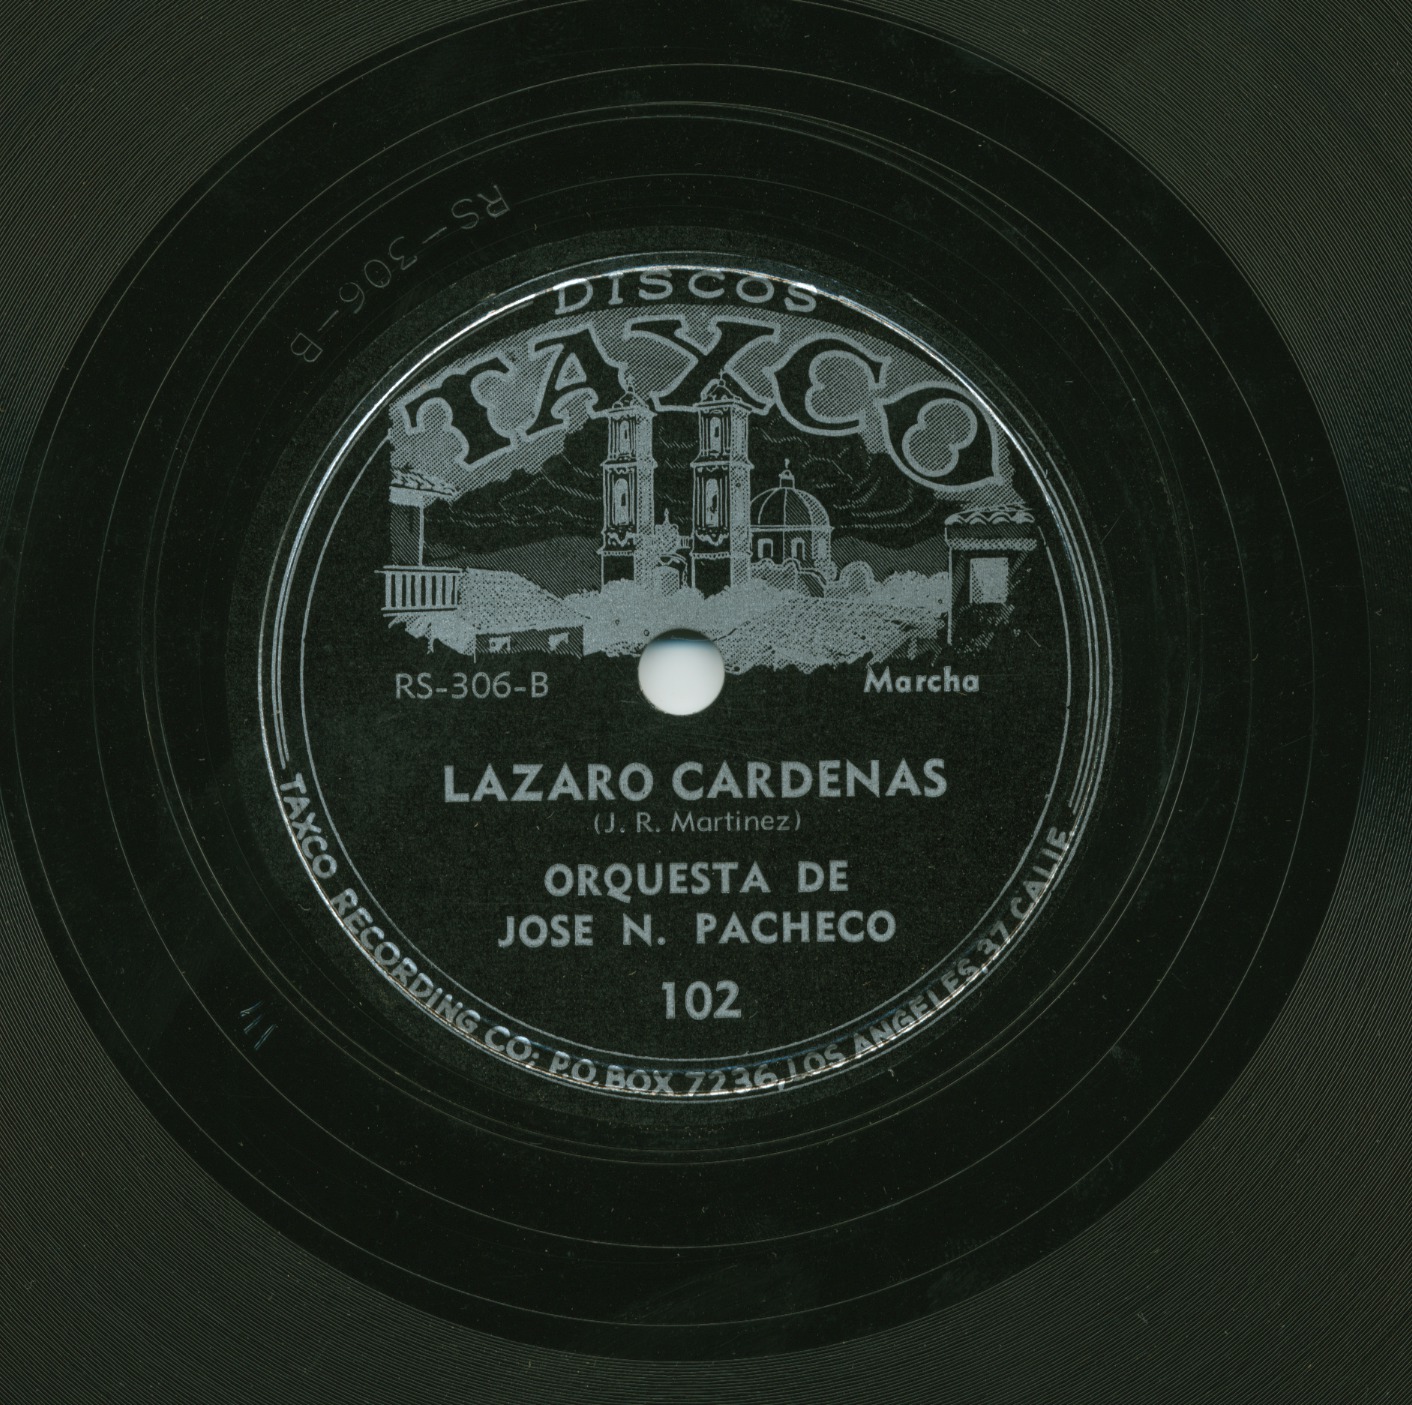 RS-306-B
DISCOS
TAXCO
RS-306-B
Marcha
LAZARO CARDENAS
(J. R. Martinez)
ORQUESTA DE
JOSE N. PACHECO
102
TAXCO RECORDING CO; P.O. BOX 7236, LOS ANGELES, 37, CALIF.